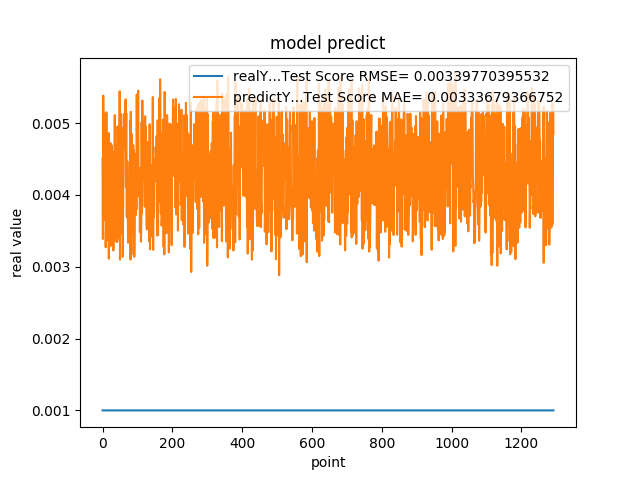 model predict
realY...Test Score RMSE= 0.00339770395532
predictY...Test Score MAE= 0.00333679366752
0.005
0.004
0.003
0.002
0.001
real value
0 200 400 600 800 1000 1200
point